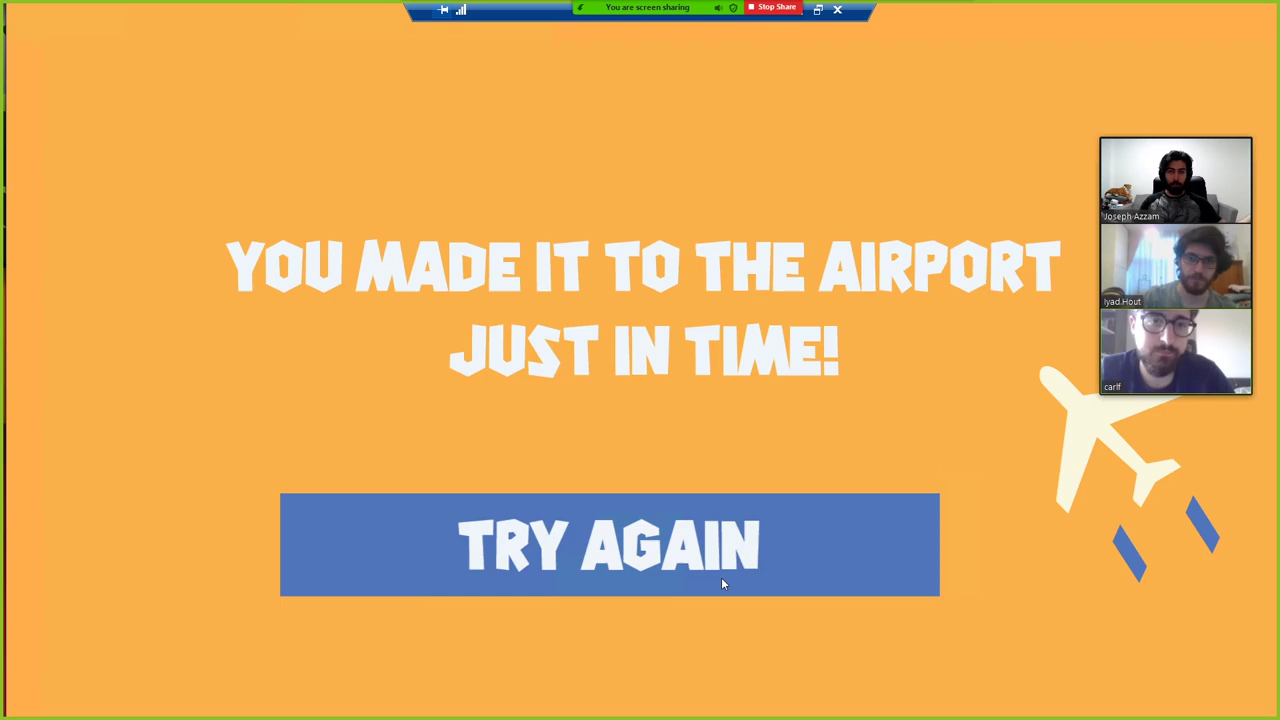 You are screen sharing
Stop Share
Joseph Azzam
Iyad.Hout
carlf
YOU MADE IT TO THE AIRPORT
JUST IN TIME!
TRY AGAIN